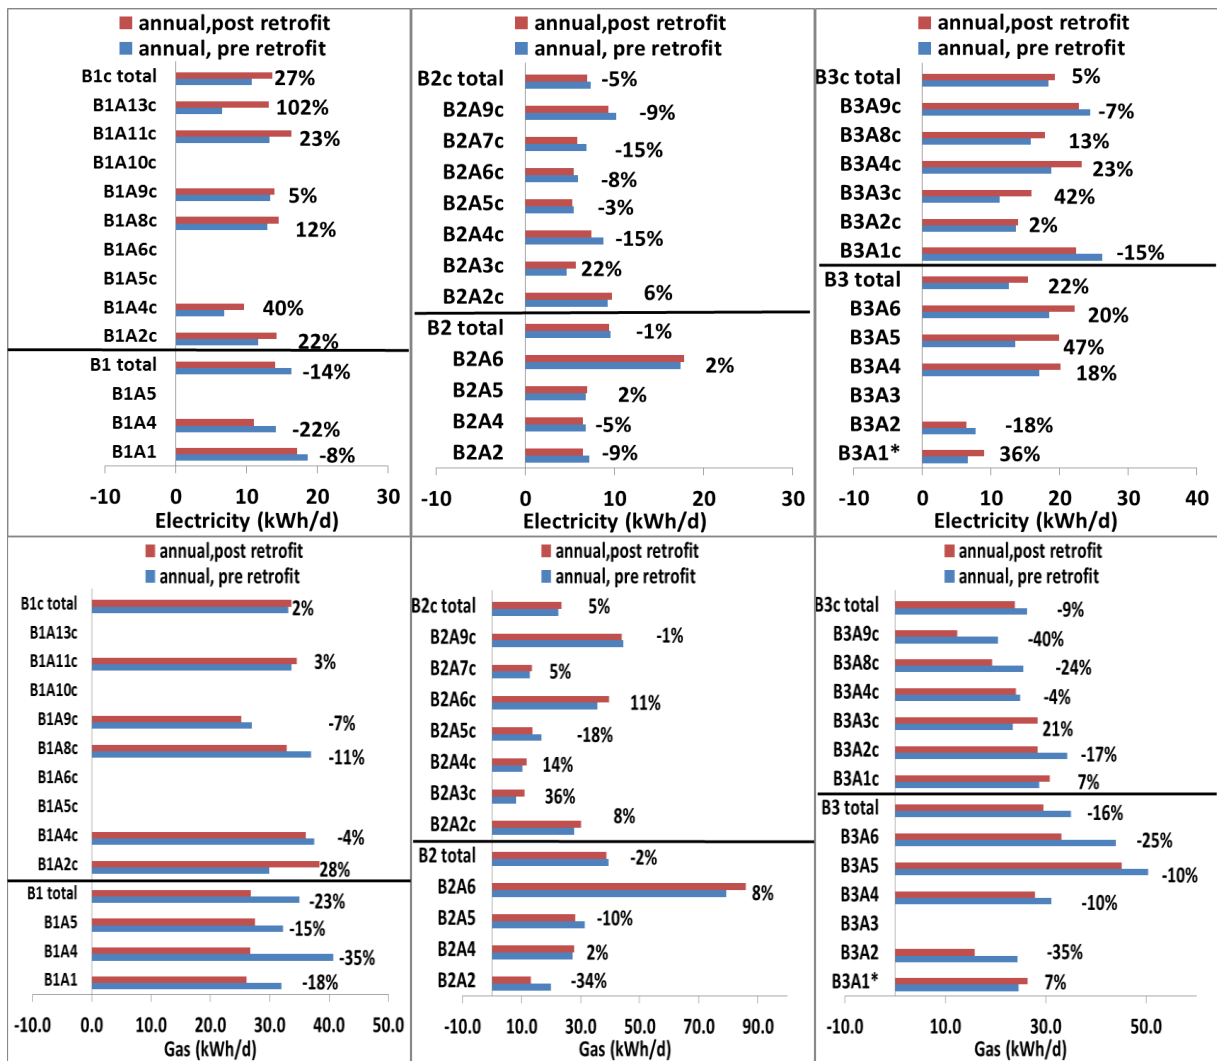 annual,post retrofit
annual, pre retrofit
B1c total 27%
B1A13c 102%
B1A11c 23%
B1A10c
B1A9c 5%
B1A8c 12%
B1A6c
B1A5c
B1A4c 40%
B1A2c 22%
B1 total -14%
B1A5
B1A4 -22%
B1A1 -8%
-10 0 10 20 30
Electricity (kWh/d)
annual,post retrofit
annual, pre retrofit
B2c total -5%
B2A9c -9%
B2A7c -15%
B2A6c -8%
B2A5c -3%
B2A4c -15%
B2A3c 22%
B2A2c 6%
B2 total -1%
B2A6 2%
B2A5 2%
B2A4 -5%
B2A2 -9%
-10 0 10 20 30
Electricity (kWh/d)
annual,post retrofit
annual, pre retrofit
B3c total 5%
B3A9c -7%
B3A8c 13%
B3A4c 23%
B3A3c 42%
B3A2c 2%
B3A1c -15%
B3 total 22%
B3A6 20%
B3A5 47%
B3A4 18%
B3A3
B3A2 -18%
B3A1* 36%
-10 0 10 20 30 40
Electricity (kWh/d)
annual,post retrofit
annual, pre retrofit
B1c total 2%
B1A13c
B1A11c 3%
B1A10c
B1A9c -7%
B1A8c -11%
B1A6c
B1A5c
B1A4c -4%
B1A2c 28%
B1 total -23%
B1A5 -15%
B1A4 -35%
B1A1 -18%
-10.0 0.0 10.0 20.0 30.0 40.0 50.0
Gas (kWh/d)
annual,post retrofit
annual, pre retrofit
B2c total 5%
B2A9c -1%
B2A7c 5%
B2A6c 11%
B2A5c -18%
B2A4c 14%
B2A3c 36%
B2A2c 8%
B2 total -2%
B2A6 8%
B2A5 -10%
B2A4 2%
B2A2 -34%
-10.0 10.0 30.0 50.0 70.0 90.0
Gas (kWh/d)
annual,post retrofit
annual, pre retrofit
B3c total -9%
B3A9c -40%
B3A8c -24%
B3A4c -4%
B3A3c 21%
B3A2c -17%
B3A1c 7%
B3 total -16%
B3A6 -25%
B3A5 -10%
B3A4 -10%
B3A3
B3A2 -35%
B3A1* 7%
-10.0 10.0 30.0 50.0
Gas (kWh/d)